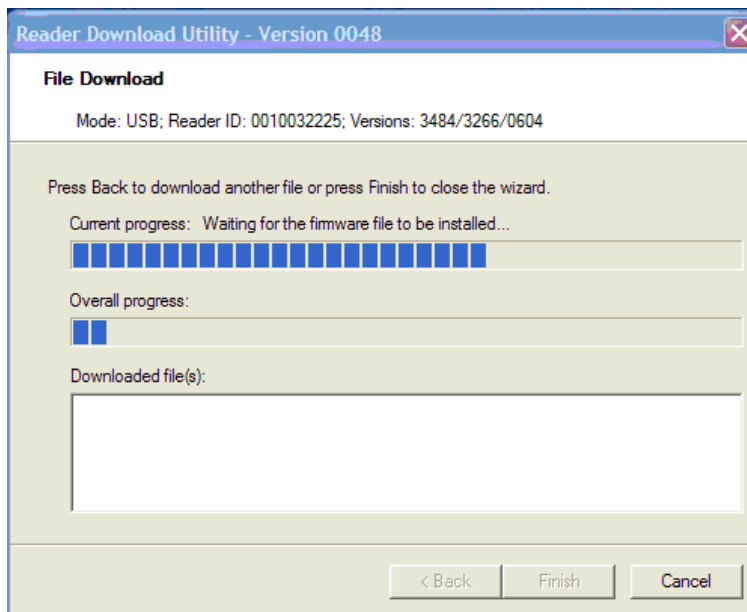 Reader Download Utility - Version 0048
File Download
Mode: USB; Reader ID: 0010032225; Versions: 3484/3266/0604
Press Back to download another file or press Finish to close the wizard.
Current progress: Waiting for the firmware file to be installed...
Overall progress:
Downloaded file(s):
< Back Finish Cancel